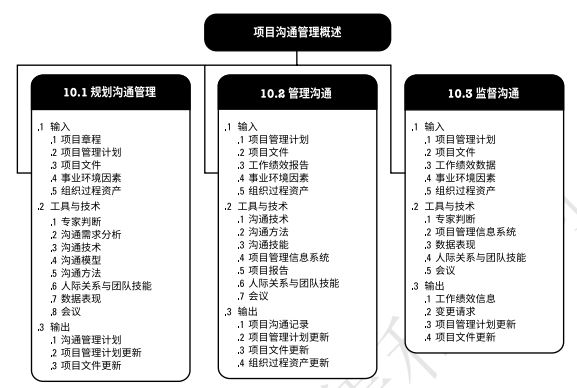 项目沟通管理概述
10.1 规划沟通管理
.1 输入
.1 项目章程
.2 项目管理计划
.3 项目文件
.4 事业环境因素
.5 组织过程资产
.2 工具与技术
.1 专家判断
.2 沟通需求分析
.3 沟通技术
.4 沟通模型
.5 沟通方法
.6 人际关系与团队技能
.7 数据表现
.8 会议
.3 输出
.1 沟通管理计划
.2 项目管理计划更新
.3 项目文件更新
10.2 管理沟通
.1 输入
.1 项目管理计划
.2 项目文件
.3 工作绩效报告
.4 事业环境因素
.5 组织过程资产
.2 工具与技术
.1 沟通技术
.2 沟通方法
.3 沟通技能
.4 项目管理信息系统
.5 项目报告
.6 人际关系与团队技能
.7 会议
.3 输出
.1 项目沟通记录
.2 项目管理计划更新
.3 项目文件更新
.4 组织过程资产更新
10.3 监督沟通
.1 输入
.1 项目管理计划
.2 项目文件
.3 工作绩效数据
.4 事业环境因素
.5 组织过程资产
.2 工具与技术
.1 专家判断
.2 项目管理信息系统
.3 数据表现
.4 人际关系与团队技能
.5 会议
.3 输出
.1 工作绩效信息
.2 变更请求
.3 项目管理计划更新
.4 项目文件更新